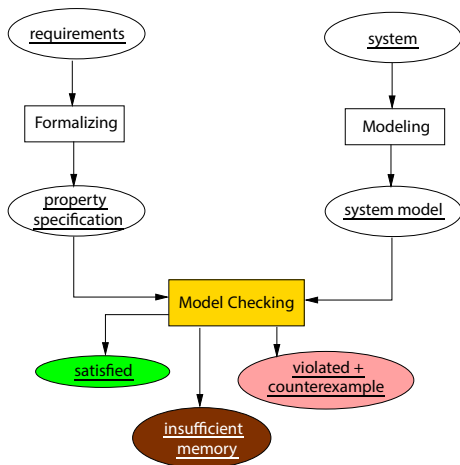 requirements
system
Formalizing
Modeling
property
specification
system model
Model Checking
satisfied
violated +
counterexample
insufficient
memory